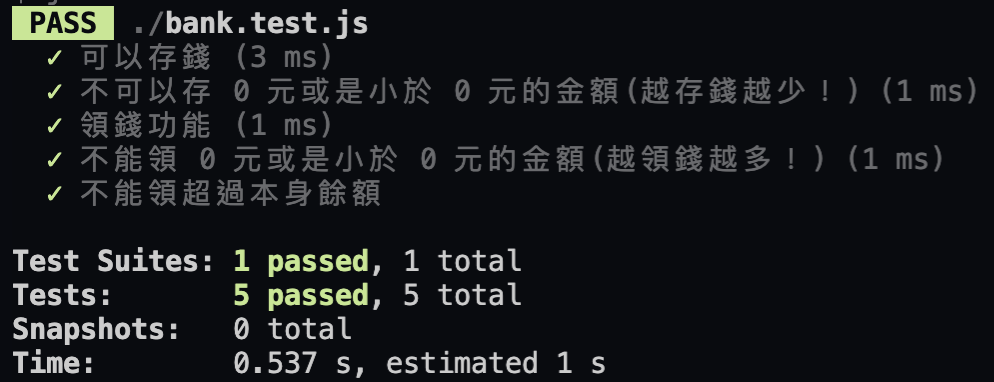 PASS ./bank.test.js
✓ 可以存錢 (3 ms)
✓ 不可以存 0 元或是小於 0 元的金額(越存錢越少！) (1 ms)
✓ 領錢功能 (1 ms)
✓ 不能領 0 元或是小於 0 元的金額(越領錢越多！) (1 ms)
✓ 不能領超過本身餘額
Test Suites: 1 passed, 1 total
Tests: 5 passed, 5 total
Snapshots: 0 total
Time: 0.537 s, estimated 1 s